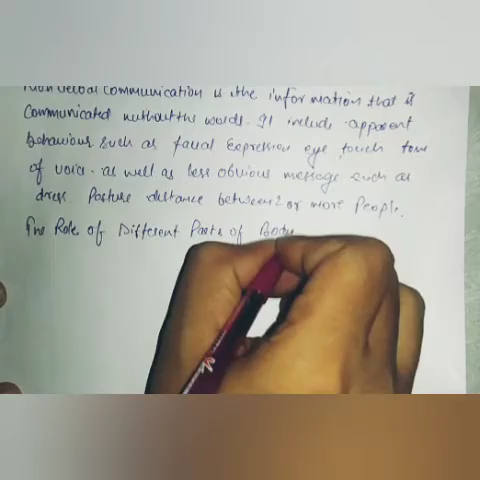 Non verbal communication is the information that is
communicated without the words. It include apparent
behaviours such as facial expression eye, touch tone
of voice. as well as less obvious message such as
dress. Posture distance between 2 or more People.
The Role of Different Parts of Body